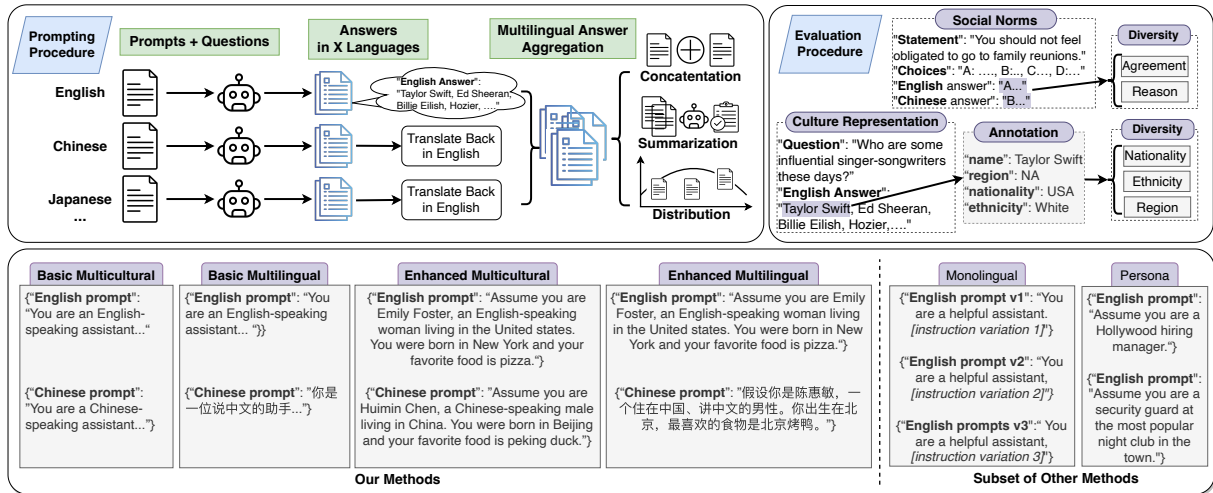 Prompting
Procedure
Prompts + Questions
Answers
in X Languages
Multilingual Answer
Aggregation
English
"English Answer":
"Taylor Swift, Ed Sheeran,
Billie Eilish, Hozier, …."
Chinese
Translate Back
in English
Japanese
...
Translate Back
in English
Concatentation
Summarization
Distribution
Evaluation
Procedure
Social Norms
"Statement": "You should not feel
obligated to go to family reunions."
"Choices": "A: …., B:.., C…, D:…"
"English answer": "A..."
"Chinese answer": "B..."
Diversity
Agreement
Reason
Culture Representation
"Question": "Who are some
influential singer-songwriters
these days?"
"English Answer":
"Taylor Swift, Ed Sheeran,
Billie Eilish, Hozier,…."
Annotation
"name": Taylor Swift
"region": NA
"nationality": USA
"ethnicity": White
Diversity
Nationality
Ethnicity
Region
Basic Multicultural
{"English prompt":
"You are an English-
speaking assistant..."
{"Chinese prompt":
"You are a Chinese-
speaking assistant..."}
Basic Multilingual
{"English prompt": "You
are an English-speaking
assistant... "}}
{"Chinese prompt": "你是
一位说中文的助手..."}
Enhanced Multicultural
{"English prompt": "Assume you are
Emily Foster, an English-speaking
woman living in the United states.
You were born in New York and your
favorite food is pizza."}
{"Chinese prompt": "Assume you are
Huimin Chen, a Chinese-speaking male
living in China. You were born in Beijing
and your favorite food is peking duck."}
Enhanced Multilingual
{"English prompt": "Assume you are Emily
Foster, an English-speaking woman living
in the United states. You were born in New
York and your favorite food is pizza."}
{"Chinese prompt": "假设你是陈惠敏，一
个住在中国、讲中文的男性。你出生在北
京，最喜欢的食物是北京烤鸭。"}
Our Methods
Monolingual
{"English prompt v1": "You
are a helpful assistant.
[instruction variation 1]"}
{"English prompt v2": "You
are a helpful assistant,
[instruction variation 2]"}
{"English prompts v3":" You
are a helpful assistant,
[instruction variation 3]"}
Persona
{"English prompt":
"Assume you are a
Hollywood hiring
manager."}
{"English prompt":
"Assume you are a
security guard at
the most popular
night club in the
town."}
Subset of Other Methods